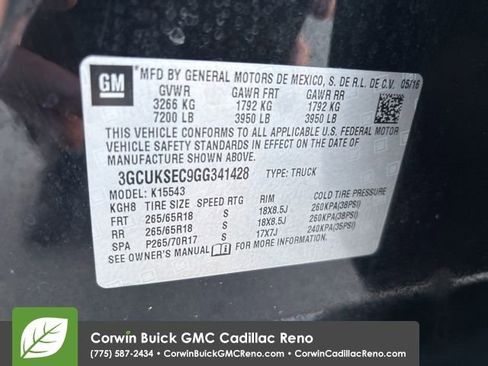 GM
*MFD BY GENERAL MOTORS DE MEXICO, S. DE R.L. DE C.V. 05/16
GVWR GAWR FRT GAWR RR
3266 KG 1792 KG 1792 KG
7200 LB 3950 LB 3950 LB
THIS VEHICLE CONFORMS TO ALL APPLICABLE U.S. FEDERAL MOTOR
VEHICLE SAFETY STANDARDS IN EFFECT ON THE DATE OF
MANUFACTURE SHOWN ABOVE.
3GCUKSEC9GG341428 TYPE: TRUCK
MODEL: K15543
KGH8 TIRE SIZE SPEED RTG RIM COLD TIRE PRESSURE
FRT 265/65R18 S 18X8.5J 260KPA(38PSI)
RR 265/65R18 S 18X8.5J 260KPA(38PSI)
SPA P265/70R17 S 17X7J 240KPA(35PSI)
SEE OWNER'S MANUAL FOR ADDITIONAL INFORMATION.
Corwin Buick GMC Cadillac Reno
(775) 587-2434 • CorwinBuickGMCReno.com • CorwinCadillacReno.com